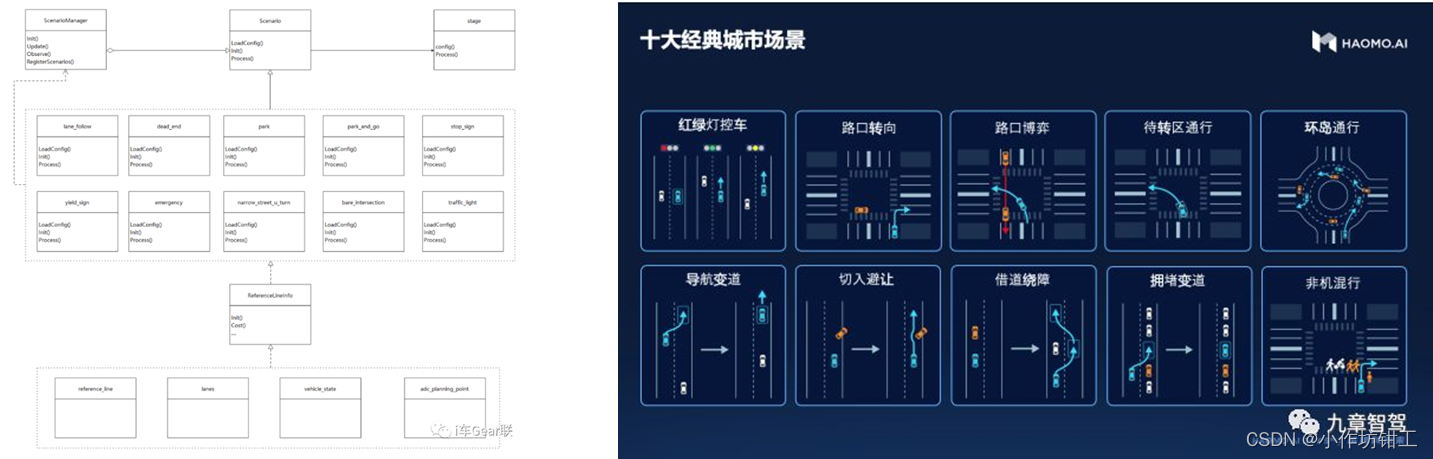 ScenarioManager
Init()
Update()
Observe()
RegisterScenarios()
Scenario
LoadConfig()
Init()
Process()
stage
config()
Process()
lane_follow
LoadConfig()
Init()
Process()
dead_end
LoadConfig()
Init()
Process()
park
LoadConfig()
Init()
Process()
park_and_go
LoadConfig()
Init()
Process()
stop_sign
LoadConfig()
Init()
Process()
yield_sign
LoadConfig()
Init()
Process()
emergency
LoadConfig()
Init()
Process()
narrow_street_u_turn
LoadConfig()
Init()
Process()
bare_intersection
LoadConfig()
Init()
Process()
traffic_light
LoadConfig()
Init()
Process()
ReferenceLineInfo
Init()
Cost()
...
reference_line
lanes
vehicle_state
adc_planning_point
i车Gear联
十大经典城市场景
HAOMO.AI
红绿灯控车
路口转向
路口博弈
待转区通行
环岛通行
导航变道
切入避让
借道绕障
拥堵变道
非机混行
九章智驾
CSDN @小作坊钳工